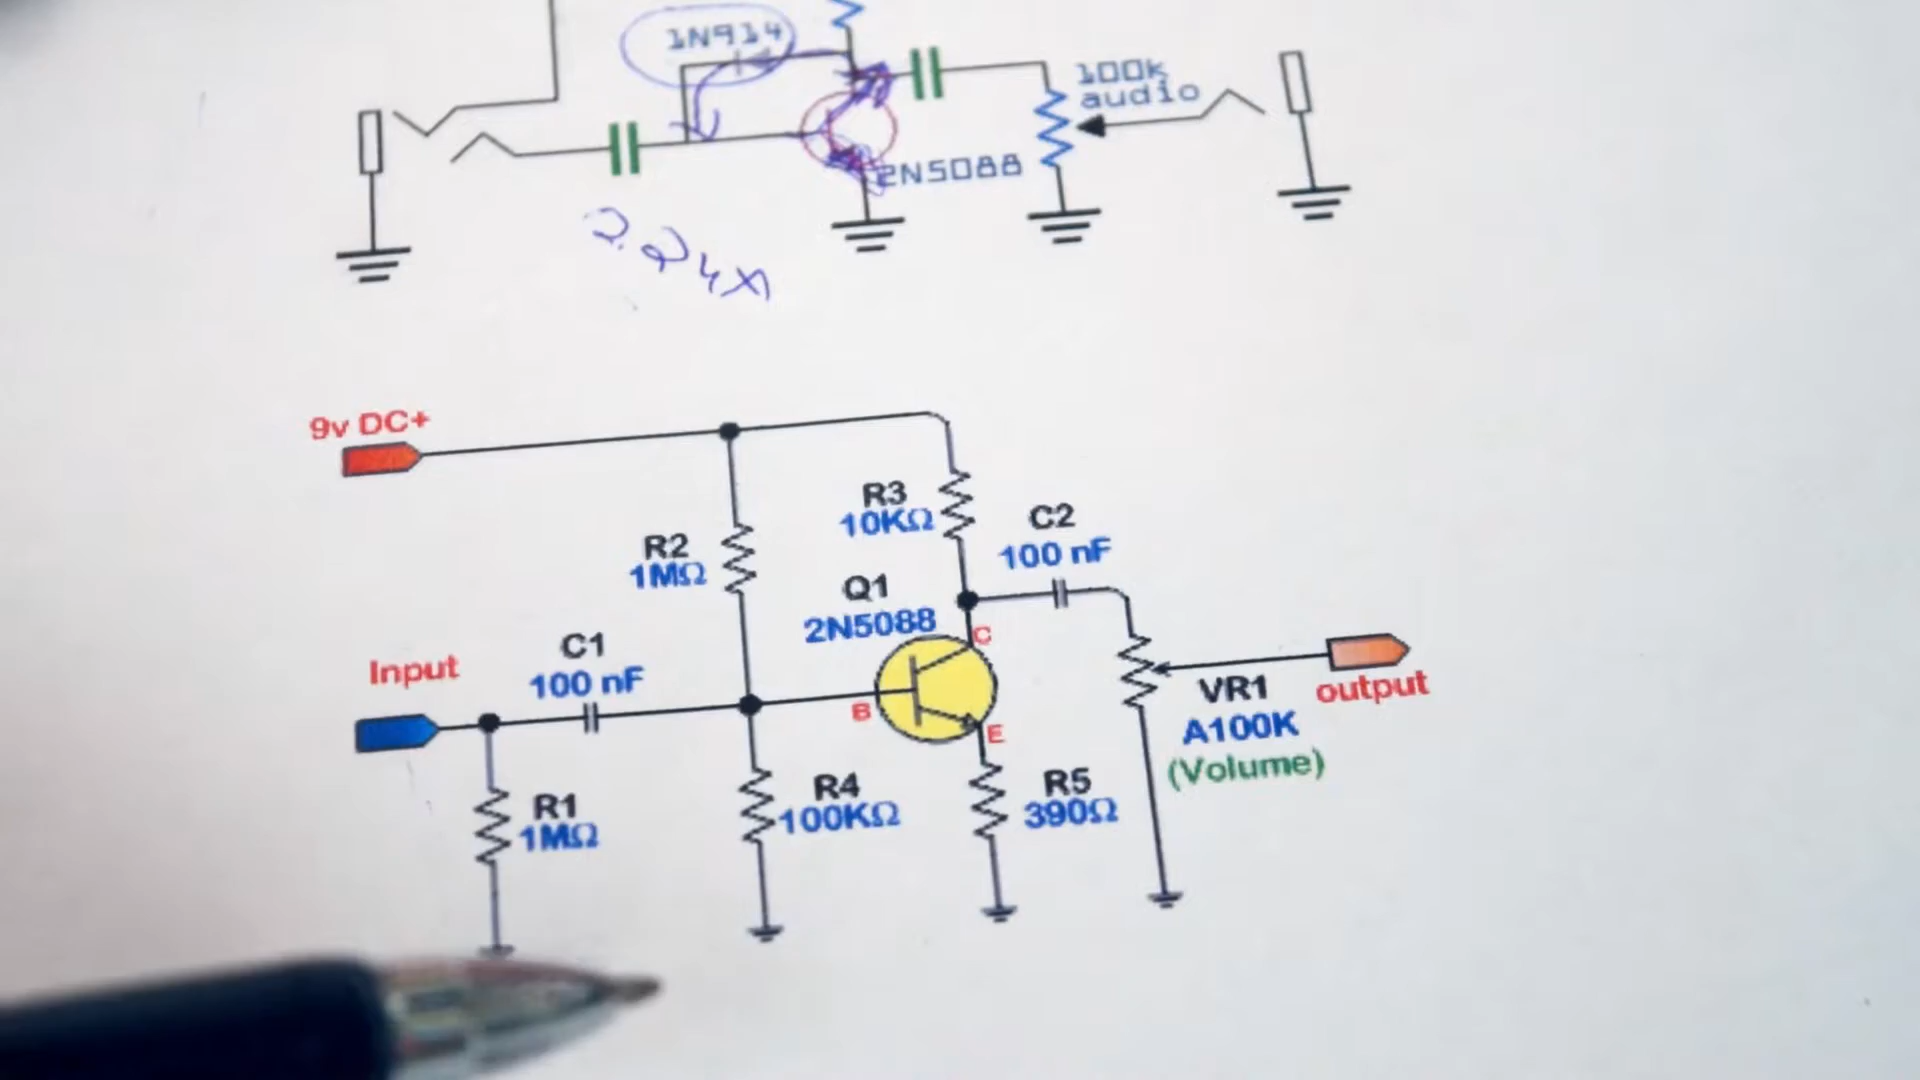 1N914
100k
audio
2N5088
9v DC+
R3
10KΩ
C2
100 nF
R2
1MΩ
Q1
2N5088
C
C1
100 nF
Input
B
E
VR1
A100K
(Volume)
output
R4
100KΩ
R5
390Ω
R1
1MΩ